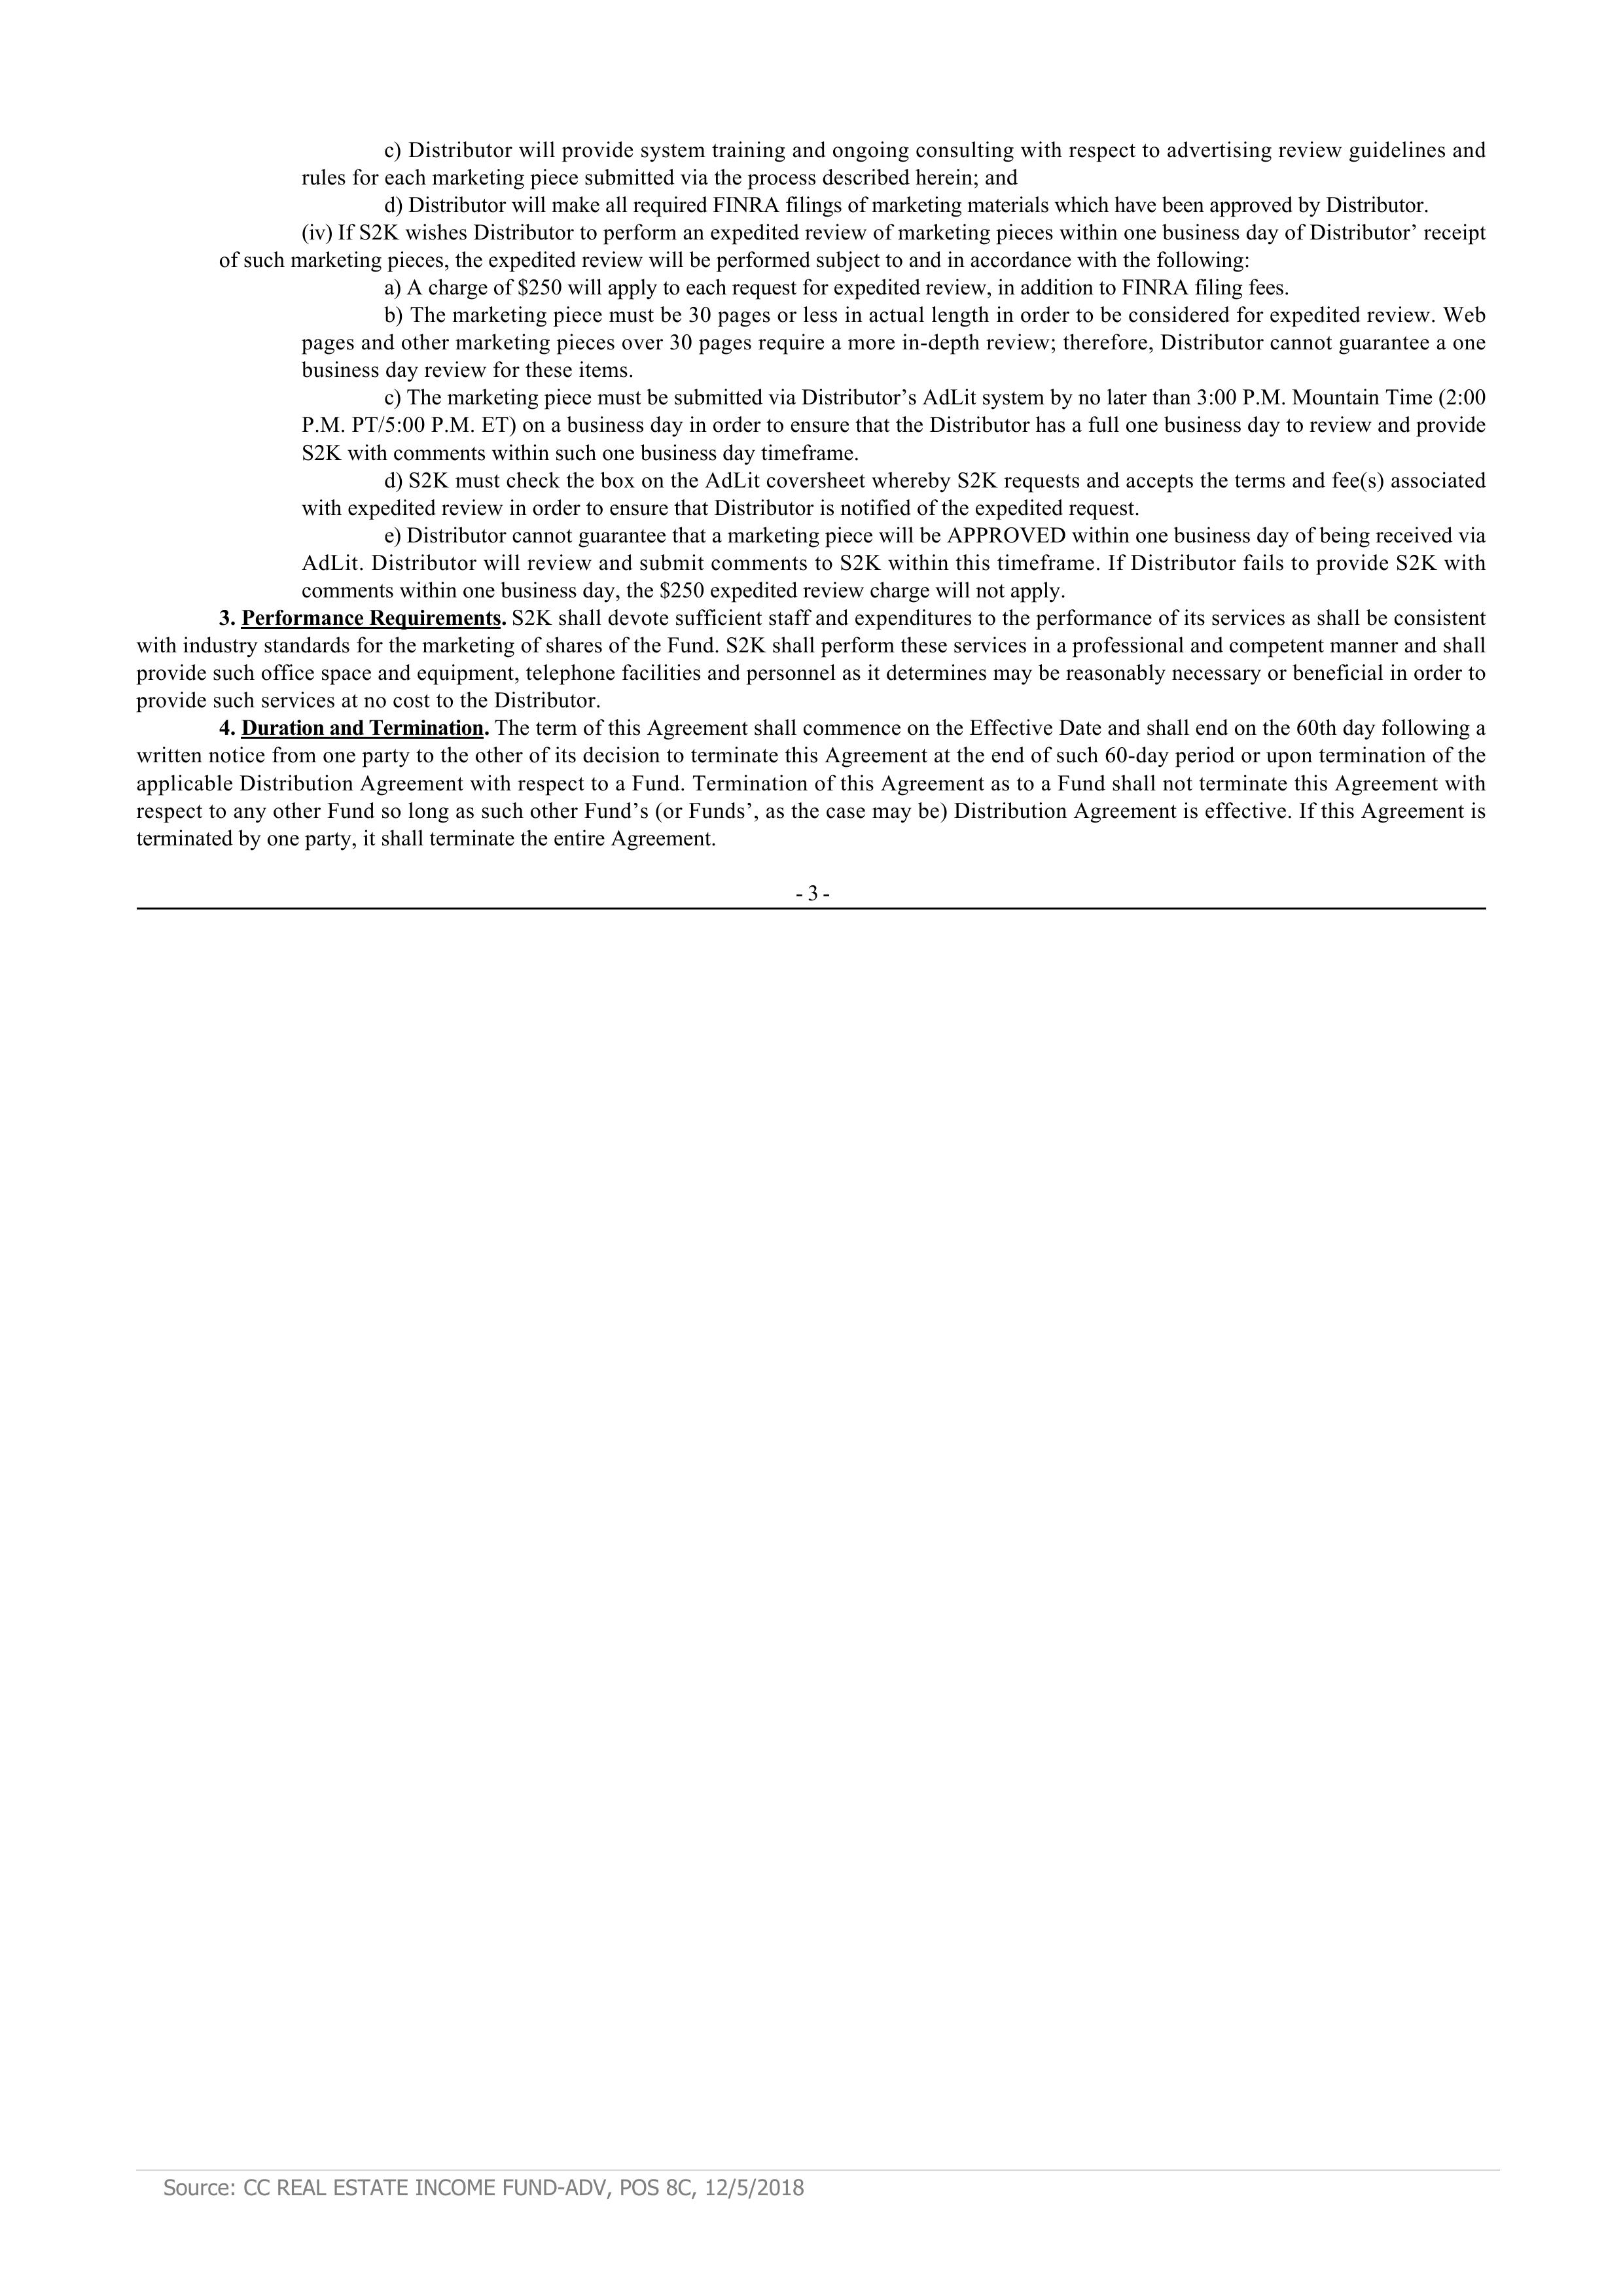 c) Distributor will provide system training and ongoing consulting with respect to advertising review guidelines and
rules for each marketing piece submitted via the process described herein; and
d) Distributor will make all required FINRA filings of marketing materials which have been approved by Distributor.
(iv) If S2K wishes Distributor to perform an expedited review of marketing pieces within one business day of Distributor’ receipt
of such marketing pieces, the expedited review will be performed subject to and in accordance with the following:
a) A charge of $250 will apply to each request for expedited review, in addition to FINRA filing fees.
b) The marketing piece must be 30 pages or less in actual length in order to be considered for expedited review. Web
pages and other marketing pieces over 30 pages require a more in-depth review; therefore, Distributor cannot guarantee a one
business day review for these items.
c) The marketing piece must be submitted via Distributor’s AdLit system by no later than 3:00 P.M. Mountain Time (2:00
P.M. PT/5:00 P.M. ET) on a business day in order to ensure that the Distributor has a full one business day to review and provide
S2K with comments within such one business day timeframe.
d) S2K must check the box on the AdLit coversheet whereby S2K requests and accepts the terms and fee(s) associated
with expedited review in order to ensure that Distributor is notified of the expedited request.
e) Distributor cannot guarantee that a marketing piece will be APPROVED within one business day of being received via
AdLit. Distributor will review and submit comments to S2K within this timeframe. If Distributor fails to provide S2K with
comments within one business day, the $250 expedited review charge will not apply.
3. Performance Requirements. S2K shall devote sufficient staff and expenditures to the performance of its services as shall be consistent
with industry standards for the marketing of shares of the Fund. S2K shall perform these services in a professional and competent manner and shall
provide such office space and equipment, telephone facilities and personnel as it determines may be reasonably necessary or beneficial in order to
provide such services at no cost to the Distributor.
4. Duration and Termination. The term of this Agreement shall commence on the Effective Date and shall end on the 60th day following a
written notice from one party to the other of its decision to terminate this Agreement at the end of such 60-day period or upon termination of the
applicable Distribution Agreement with respect to a Fund. Termination of this Agreement as to a Fund shall not terminate this Agreement with
respect to any other Fund so long as such other Fund’s (or Funds’, as the case may be) Distribution Agreement is effective. If this Agreement is
terminated by one party, it shall terminate the entire Agreement.
- 3 -
Source: CC REAL ESTATE INCOME FUND-ADV, POS 8C, 12/5/2018